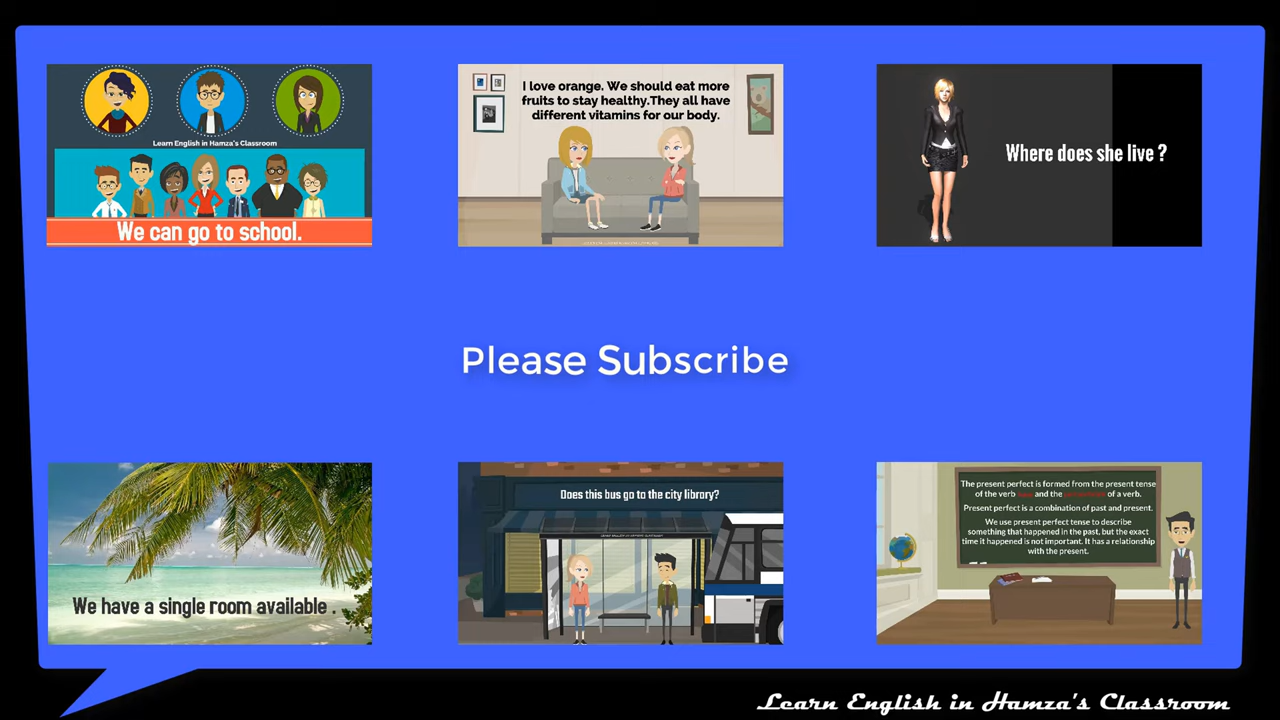 Learn English in Hamza's Classroom
We can go to school.
I love orange. We should eat more
fruits to stay healthy.They all have
different vitamins for our body.
Where does she live ?
Please Subscribe
We have a single room available .
Does this bus go to the city library?
The present perfect is formed from the present tense
of the verb and the of a verb.
Present perfect is a combination of past and present.
We use present perfect tense to describe
something that happened in the past, but the exact
time it happened is not important. It has a relationship
with the present.
Learn English in Hamza's Classroom